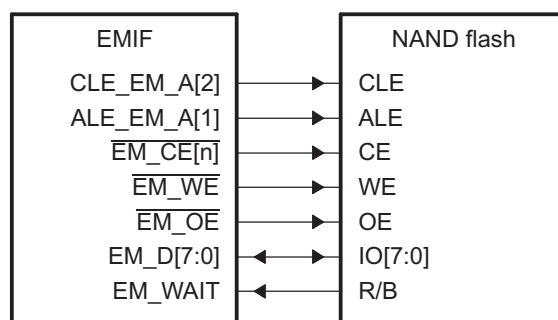 EMIF NAND flash
CLE_EM_A[2] CLE
ALE_EM_A[1] ALE
EM_CE[n] CE
EM_WE WE
EM_OE OE
EM_D[7:0] IO[7:0]
EM_WAIT R/B